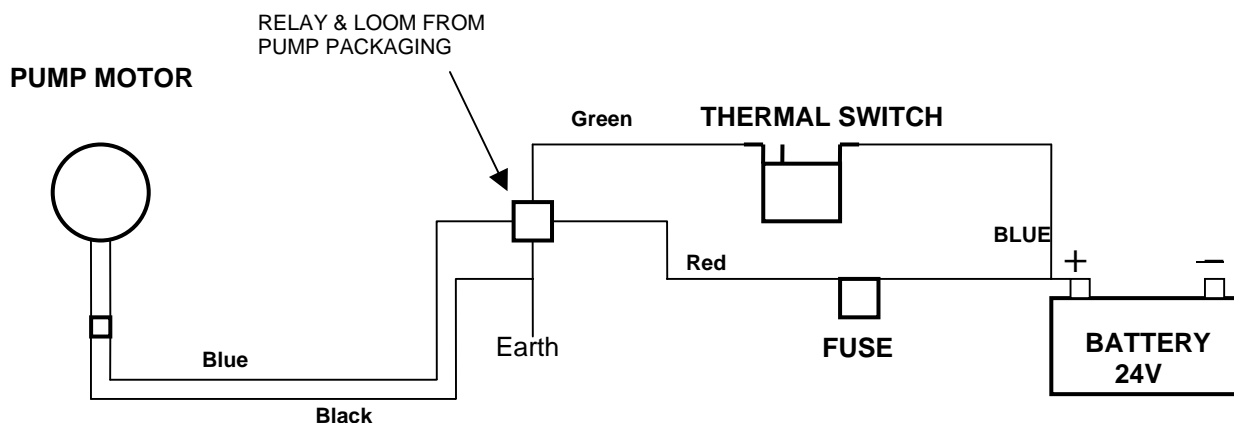 RELAY & LOOM FROM
PUMP PACKAGING
PUMP MOTOR
Green
THERMAL SWITCH
BLUE
Red
+
−
Earth
FUSE
BATTERY
24V
Blue
Black